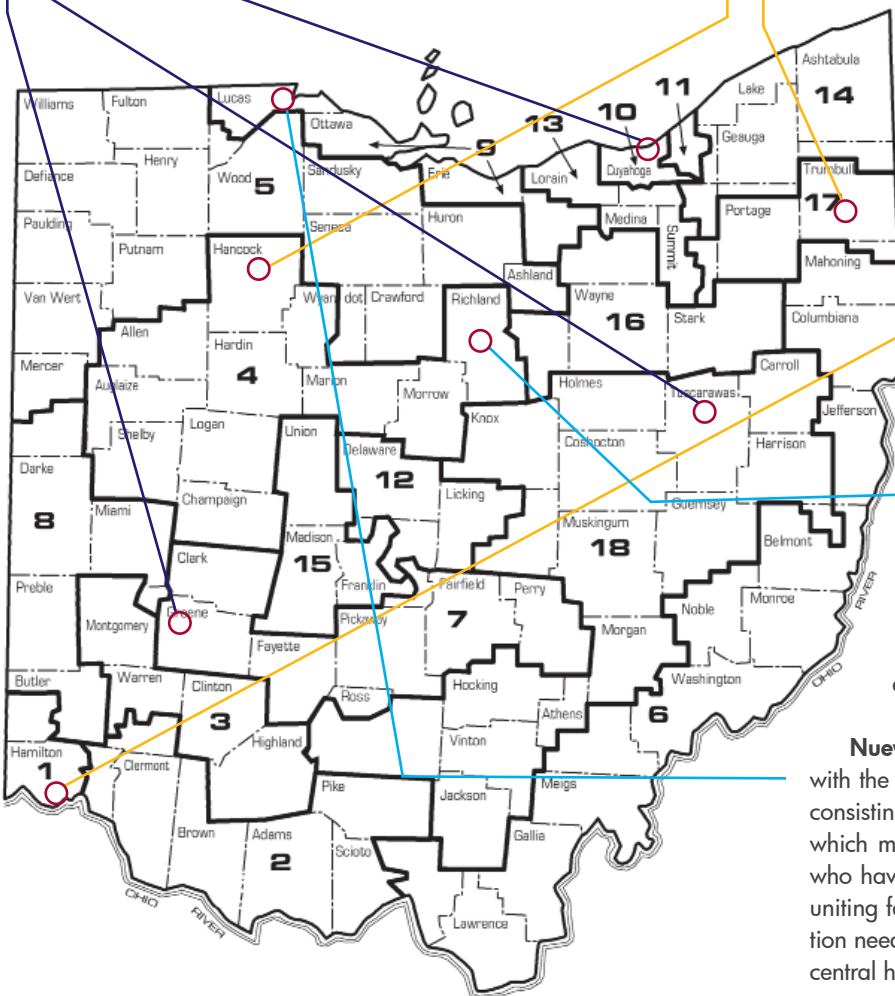 Ashtabula
14
Lake
11
Geauga
10
13
Cuyahoga
Williams
Fulton
Lucas
Ottawa
9
Erie
Lorain
Trumbull
17
Henry
Defiance
Wood
5
Sandusky
Huron
Medina
Summit
Portage
Paulding
Putnam
Hancock
Seneca
Ashland
Mahoning
Van Wert
Allen
Wyandot
Crawford
Richland
Wayne
16
Stark
Columbiana
Mercer
Auglaize
Hardin
4
Marion
Morrow
Holmes
Tuscarawas
Carroll
Jefferson
Shelby
Logan
Union
Knox
Coshocton
Harrison
Darke
Delaware
12
8
Miami
Champaign
Licking
Guernsey
Belmont
Muskingum
18
Madison
15
Clark
Franklin
Preble
Montgomery
Greene
Pickaway
Fairfield
7
Perry
Noble
Monroe
Morgan
RIVER
Fayette
Butler
Warren
Clinton
Ross
Hocking
Athens
Washington
OHIO
3
6
Highland
Vinton
Hamilton
1
Clermont
Pike
Jackson
Meigs
Brown
Adams
2
Scioto
Gallia
OHIO
RIVER
Lawrence
Nuev
with the
consistin
which m
who hav
uniting fo
tion need
central h